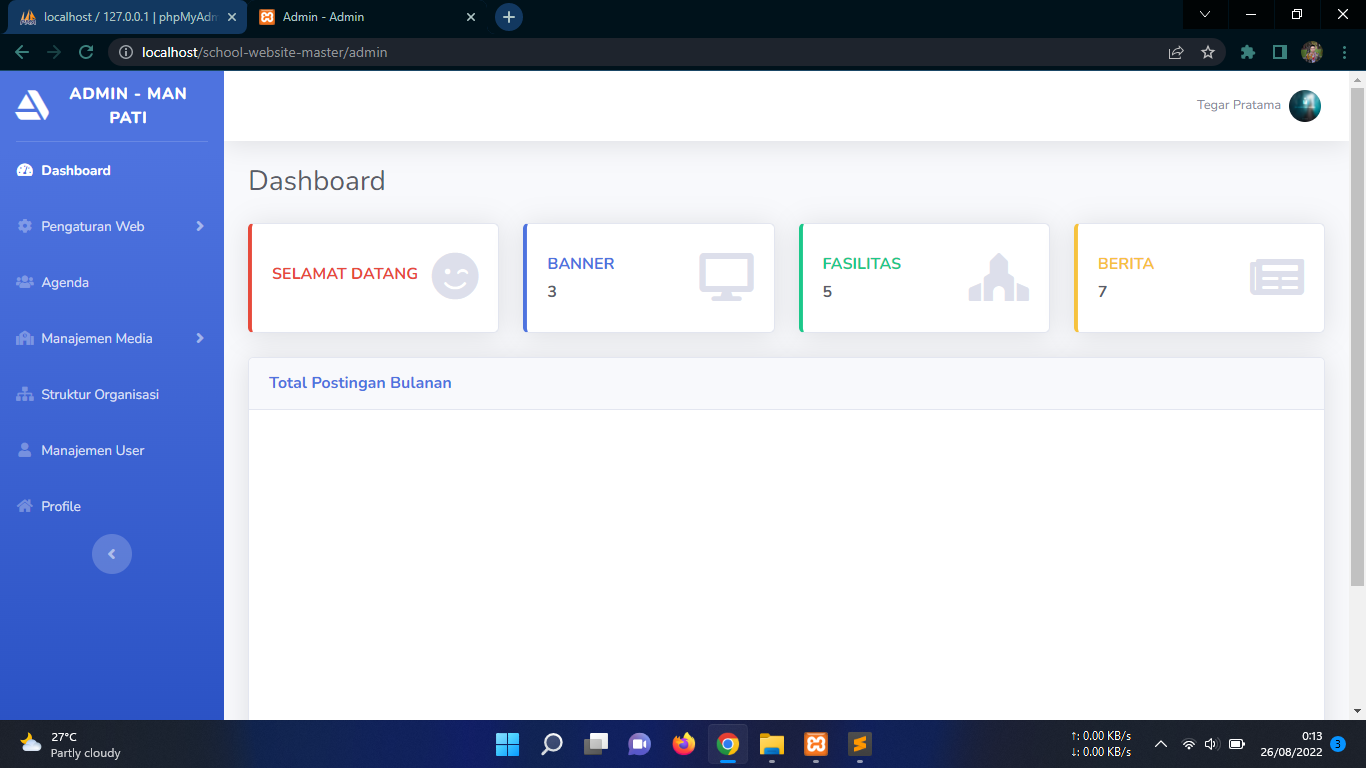 localhost / 127.0.0.1 | phpMyAdm
Admin - Admin
localhost/school-website-master/admin
ADMIN - MAN
PATI
Tegar Pratama
Dashboard
Pengaturan Web
Agenda
Manajemen Media
Struktur Organisasi
Manajemen User
Profile
Dashboard
SELAMAT DATANG
BANNER
3
FASILITAS
5
BERITA
7
Total Postingan Bulanan
27°C
Partly cloudy
↑: 0.00 KB/s
↓: 0.00 KB/s
0:13
26/08/2022
3